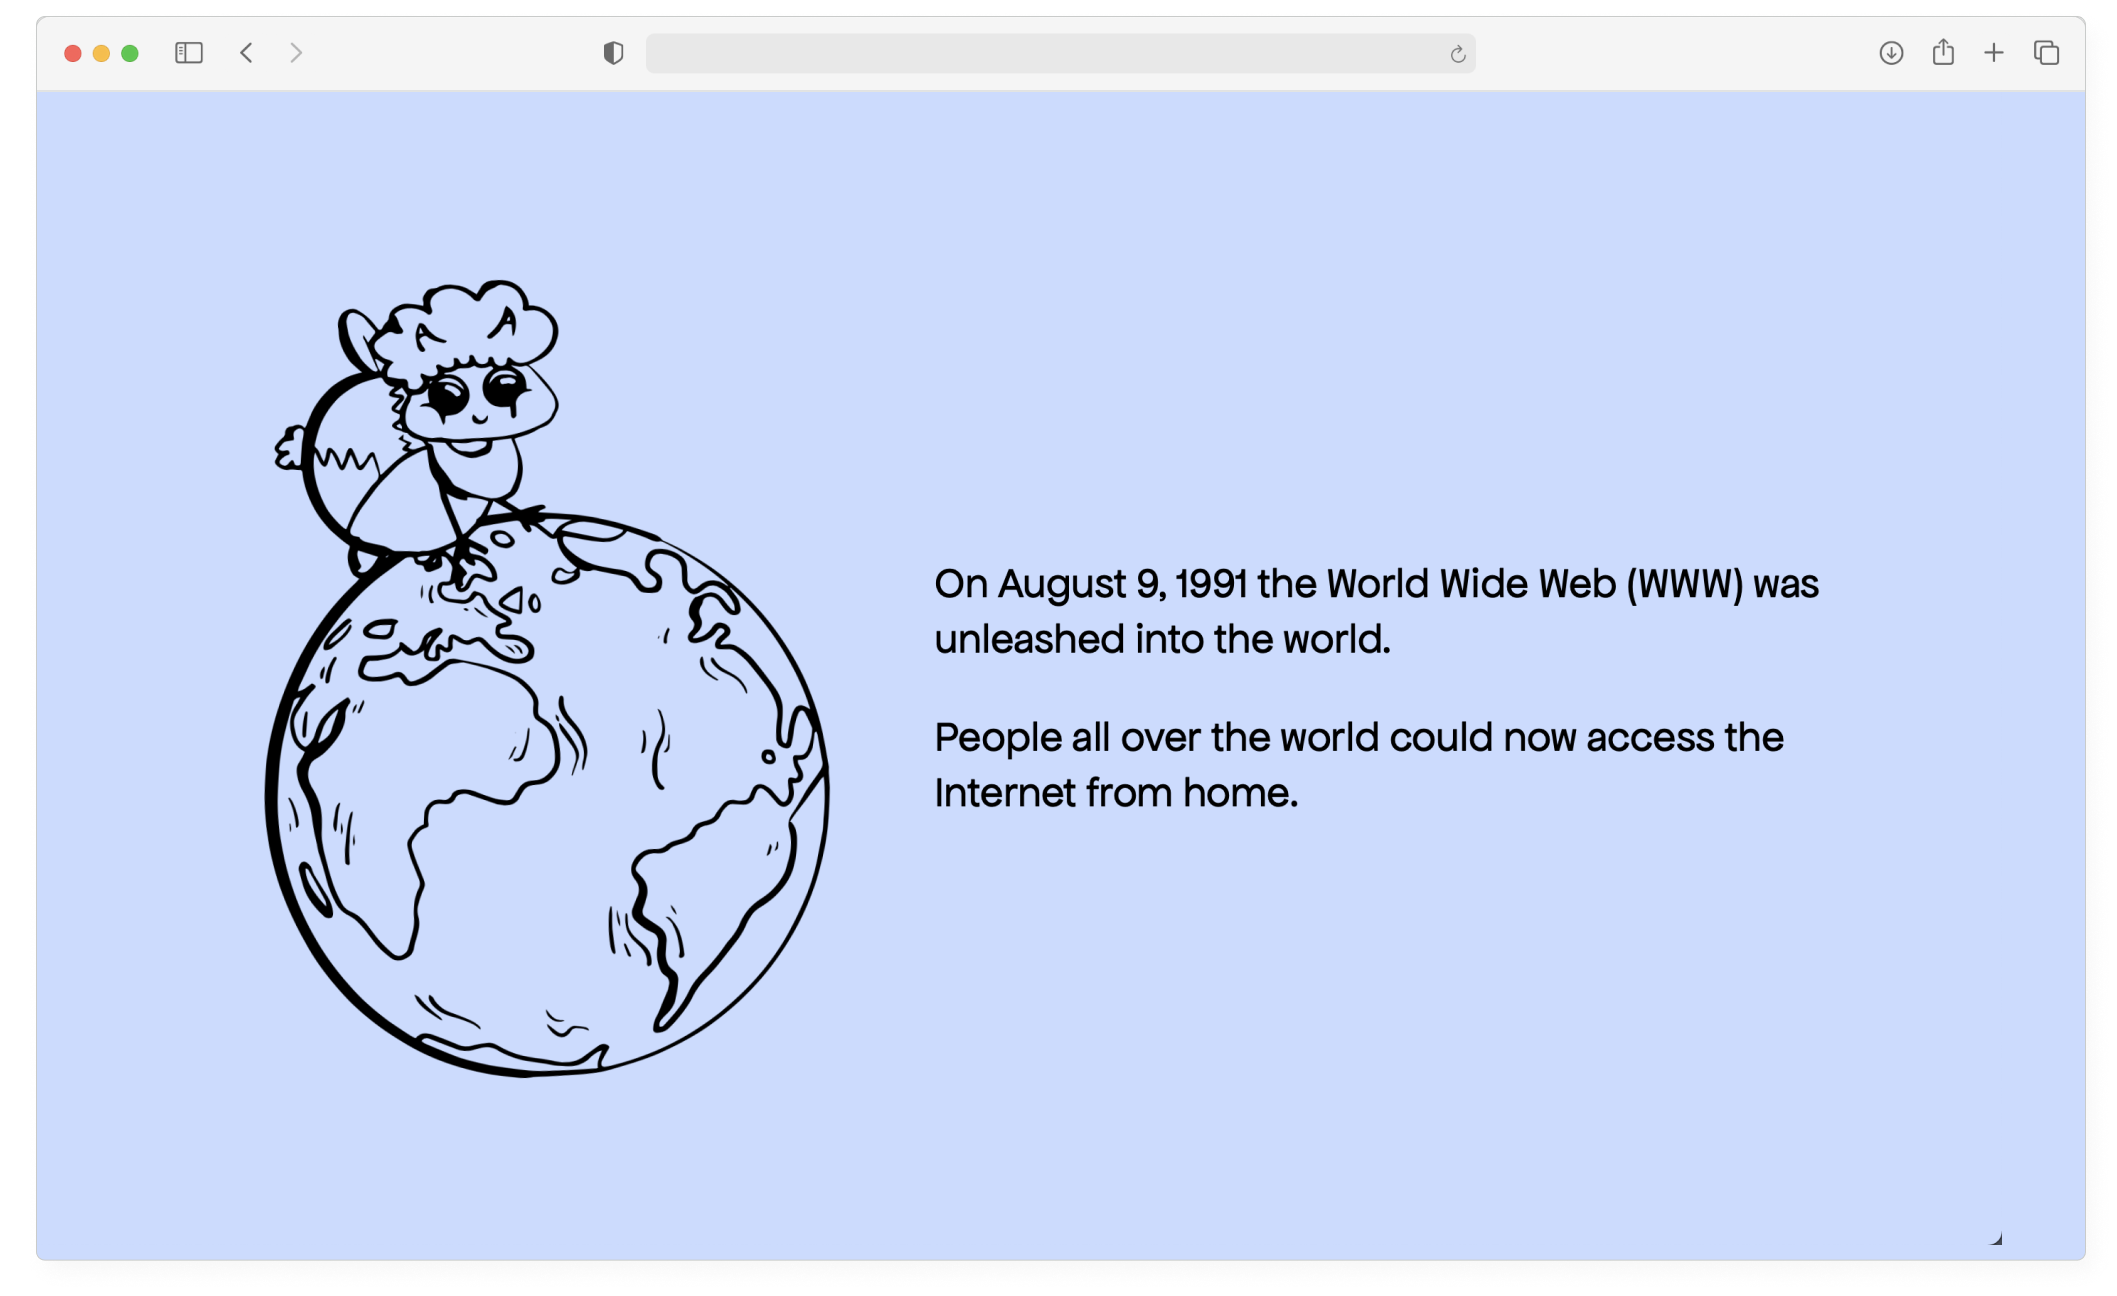 On August 9, 1991 the World Wide Web (WWW) was
unleashed into the world.
People all over the world could now access the
Internet from home.